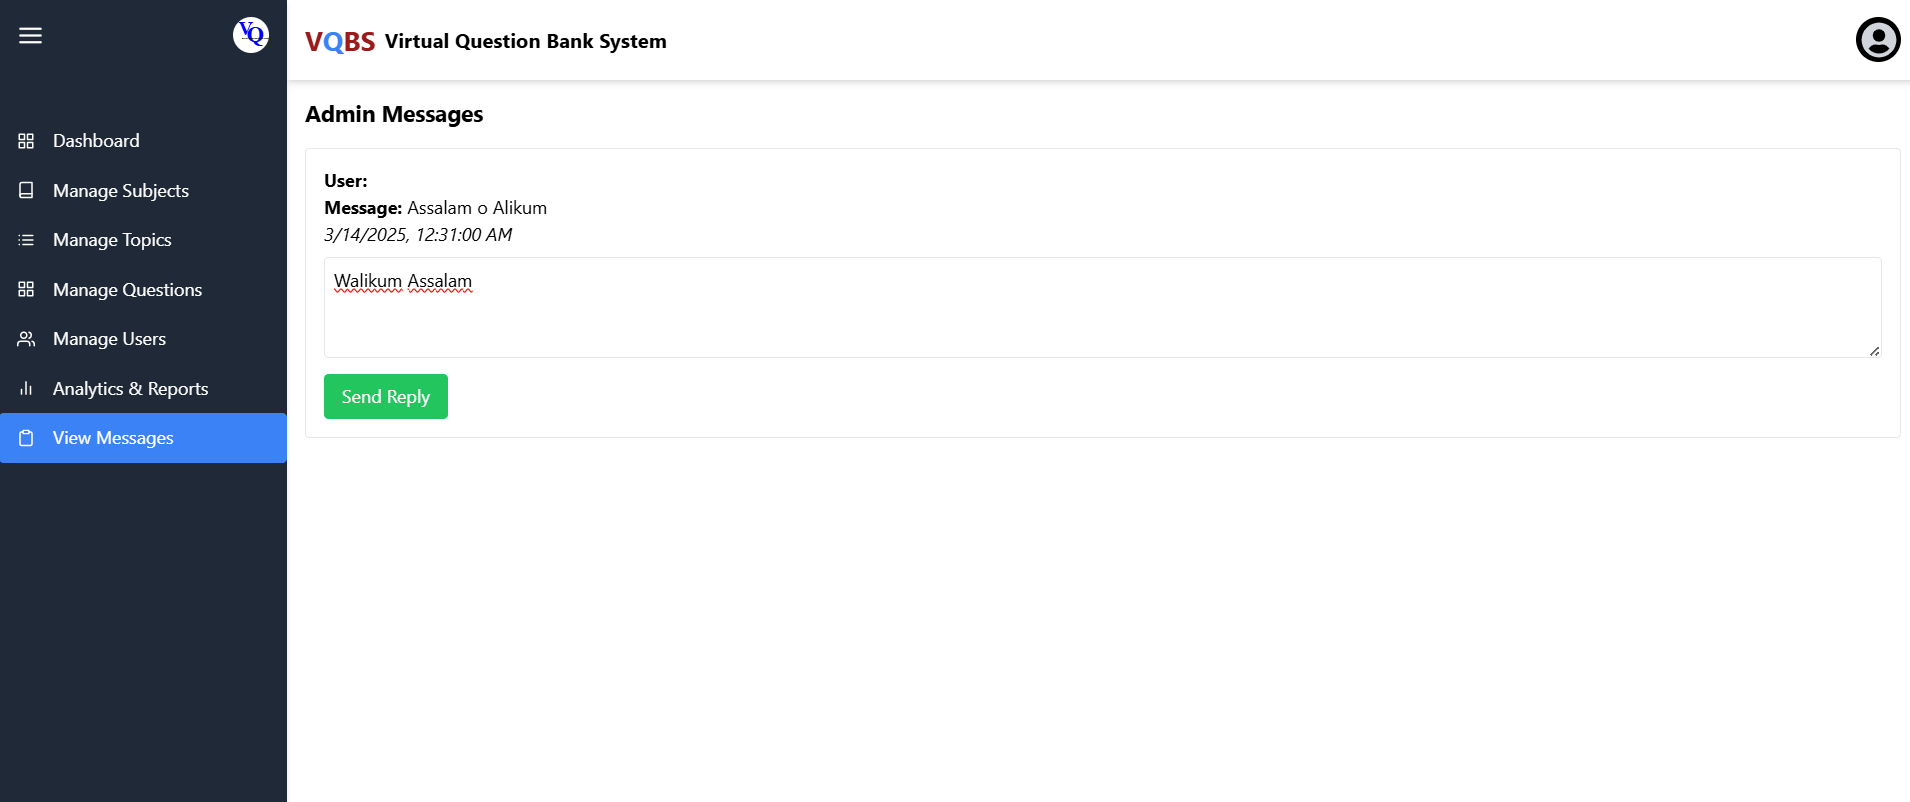 VQ
VQBS Virtual Question Bank System
Dashboard
Manage Subjects
Manage Topics
Manage Questions
Manage Users
Analytics & Reports
View Messages
Admin Messages
User:
Message: Assalam o Alikum
3/14/2025, 12:31:00 AM
Walikum Assalam
Send Reply